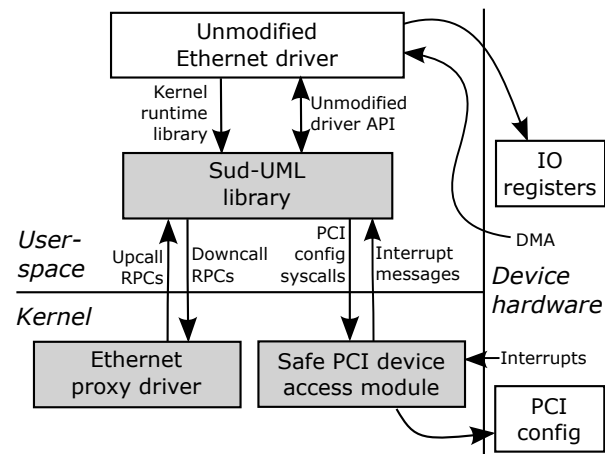 Unmodified
Ethernet driver
Kernel
runtime
library
Unmodified
driver API
IO
registers
Sud-UML
library
DMA
User-
space
Upcall
RPCs
Downcall
RPCs
PCI
config
syscalls
Interrupt
messages
Device
hardware
Kernel
Ethernet
proxy driver
Safe PCI device
access module
Interrupts
PCI
config